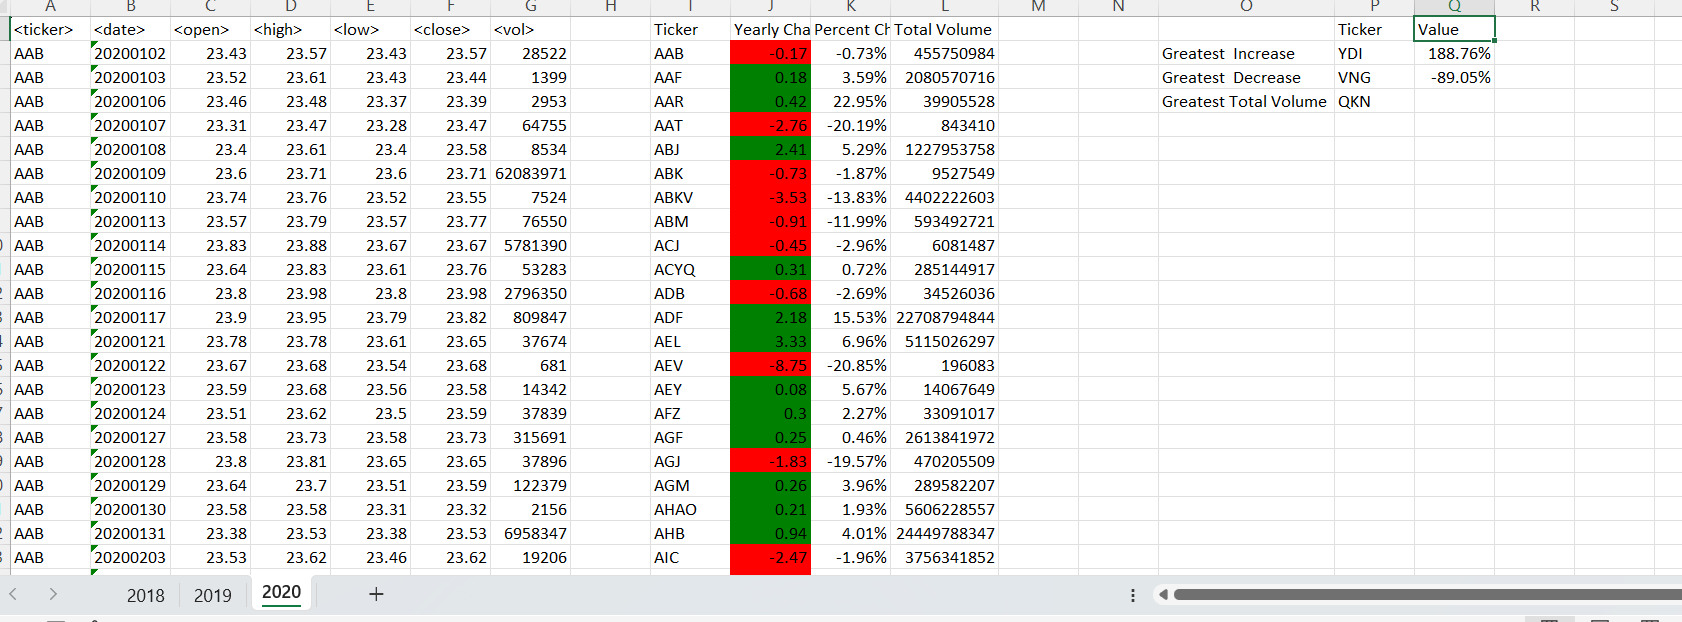 A B C D E F G H I J K L M N O P Q R S
<ticker> <date> <open> <high> <low> <close> <vol> Ticker Yearly Cha Percent Ch Total Volume Ticker Value
AAB 20200102 23.43 23.57 23.43 23.57 28522 AAB -0.17 -0.73% 455750984 Greatest Increase YDI 188.76%
AAB 20200103 23.52 23.61 23.43 23.44 1399 AAF 0.18 3.59% 2080570716 Greatest Decrease VNG -89.05%
AAB 20200106 23.46 23.48 23.37 23.39 2953 AAR 0.42 22.95% 39905528 Greatest Total Volume QKN
AAB 20200107 23.31 23.47 23.28 23.47 64755 AAT -2.76 -20.19% 843410
AAB 20200108 23.4 23.61 23.4 23.58 8534 ABJ 2.41 5.29% 1227953758
AAB 20200109 23.6 23.71 23.6 23.71 62083971 ABK -0.73 -1.87% 9527549
AAB 20200110 23.74 23.76 23.52 23.55 7524 ABKV -3.53 -13.83% 4402222603
AAB 20200113 23.57 23.79 23.57 23.77 76550 ABM -0.91 -11.99% 593492721
AAB 20200114 23.83 23.88 23.67 23.67 5781390 ACJ -0.45 -2.96% 6081487
AAB 20200115 23.64 23.83 23.61 23.76 53283 ACYQ 0.31 0.72% 285144917
AAB 20200116 23.8 23.98 23.8 23.98 2796350 ADB -0.68 -2.69% 34526036
AAB 20200117 23.9 23.95 23.79 23.82 809847 ADF 2.18 15.53% 22708794844
AAB 20200121 23.78 23.78 23.61 23.65 37674 AEL 3.33 6.96% 5115026297
AAB 20200122 23.67 23.68 23.54 23.68 681 AEV -8.75 -20.85% 196083
AAB 20200123 23.59 23.68 23.56 23.58 14342 AEY 0.08 5.67% 14067649
AAB 20200124 23.51 23.62 23.5 23.59 37839 AFZ 0.3 2.27% 33091017
AAB 20200127 23.58 23.73 23.58 23.73 315691 AGF 0.25 0.46% 2613841972
AAB 20200128 23.8 23.81 23.65 23.65 37896 AGJ -1.83 -19.57% 470205509
AAB 20200129 23.64 23.7 23.51 23.59 122379 AGM 0.26 3.96% 289582207
AAB 20200130 23.58 23.58 23.31 23.32 2156 AHAO 0.21 1.93% 5606228557
AAB 20200131 23.38 23.53 23.38 23.53 6958347 AHB 0.94 4.01% 24449788347
AAB 20200203 23.53 23.62 23.46 23.62 19206 AIC -2.47 -1.96% 3756341852
2018 2019 2020